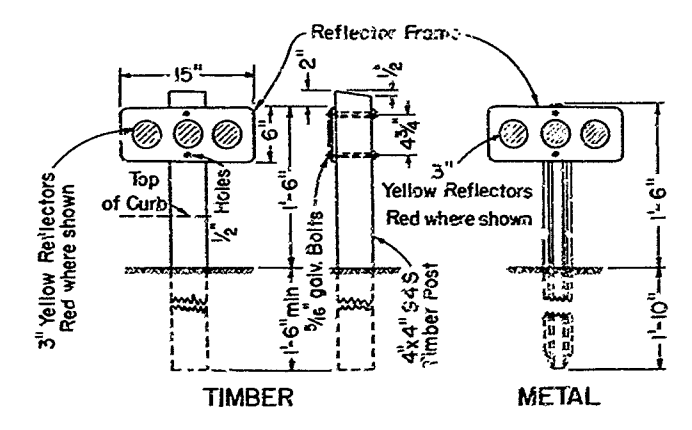 Reflector Frame
15"
2"
1/2
6"
4 3/4"
3"
Yellow Reflectors
Red where shown
Top
of Curb
1/2" Holes
1'-6"
1'-6"
3" Yellow Reflectors
Red where shown
5/16" galv. Bolts
4"x4" S4S
Timber Post
1'-6" min
1'-10"
TIMBER
METAL